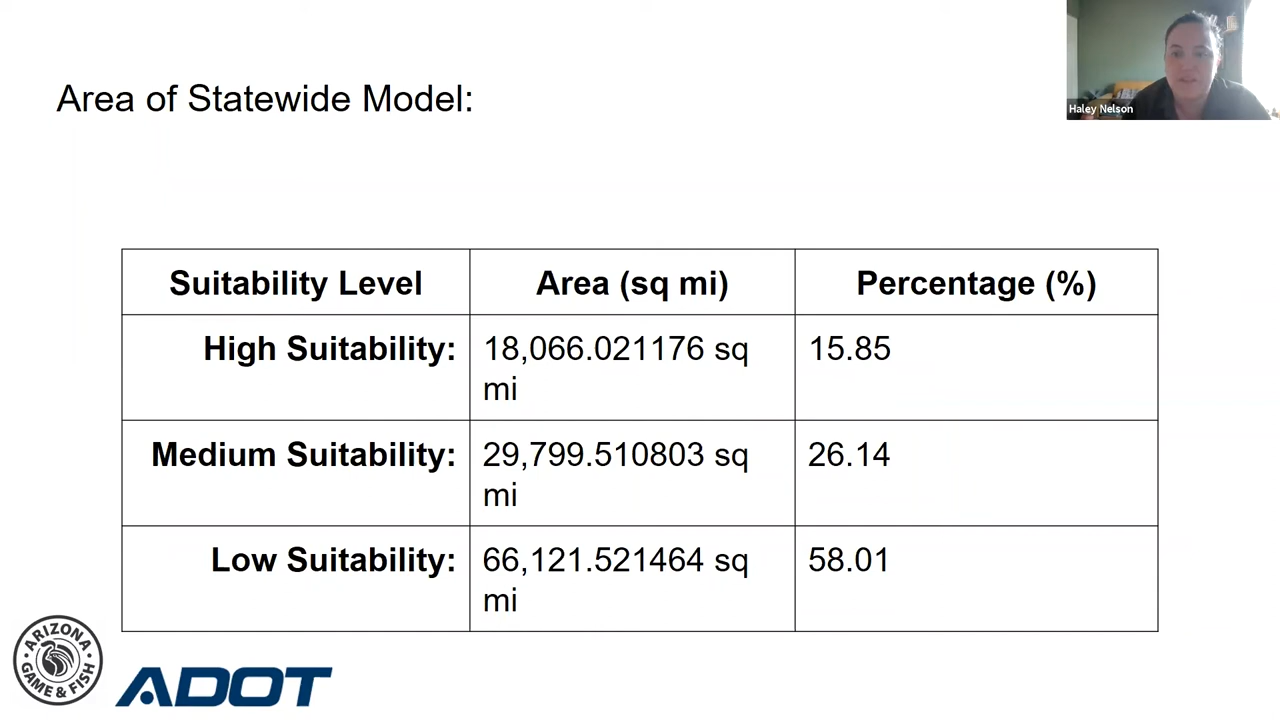 Haley Nelson
Area of Statewide Model:
Suitability Level
Area (sq mi)
Percentage (%)
High Suitability:
18,066.021176 sq
mi
15.85
Medium Suitability:
29,799.510803 sq
mi
26.14
Low Suitability:
66,121.521464 sq
mi
58.01
ARIZONA
GAME & FISH
ADOT